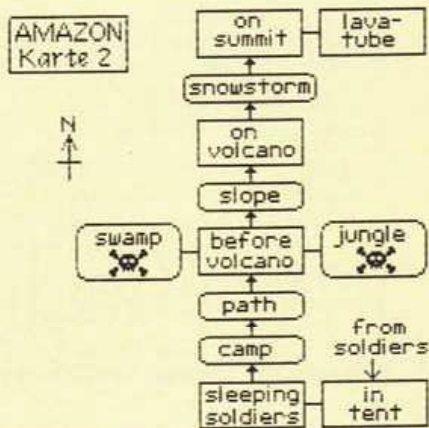 AMAZON
Karte 2
N
on
summit
lava-
tube
snowstorm
on
volcano
slope
swamp
before
volcano
jungle
path
camp
from
soldiers
sleeping
soldiers
in
tent